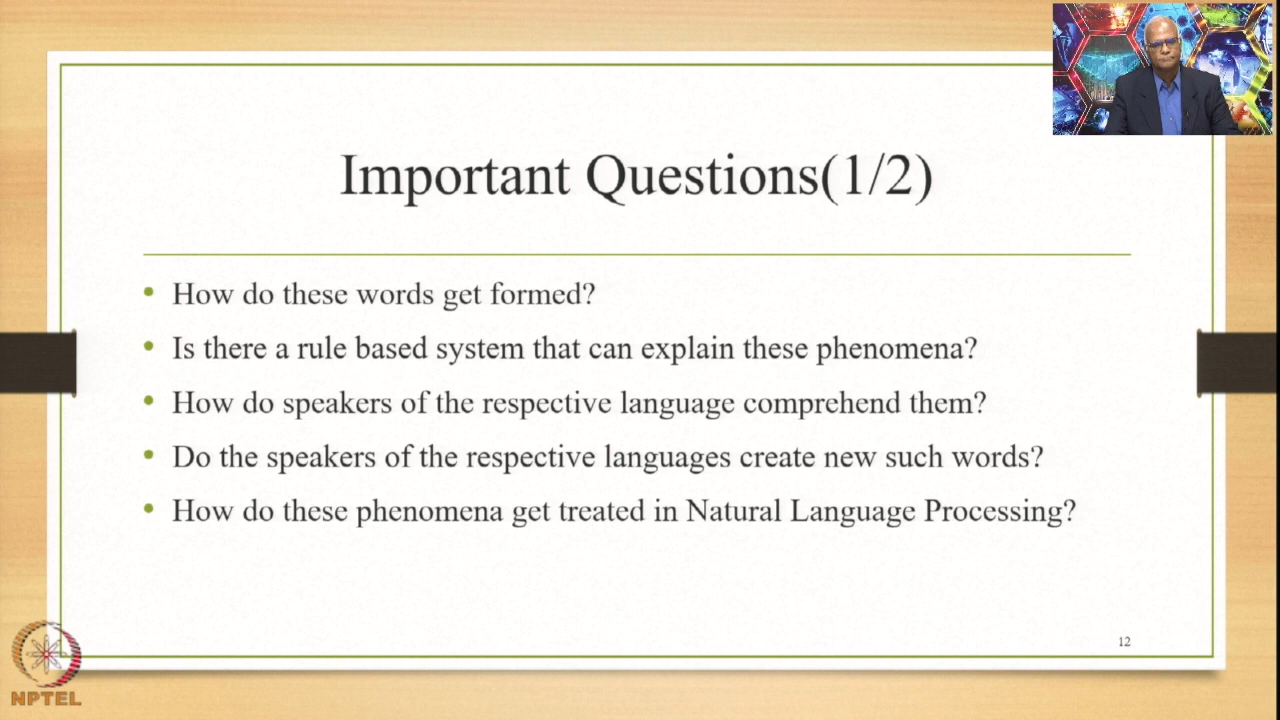 Important Questions(1/2)
• How do these words get formed?
• Is there a rule based system that can explain these phenomena?
• How do speakers of the respective language comprehend them?
• Do the speakers of the respective languages create new such words?
• How do these phenomena get treated in Natural Language Processing?
12
NPTEL